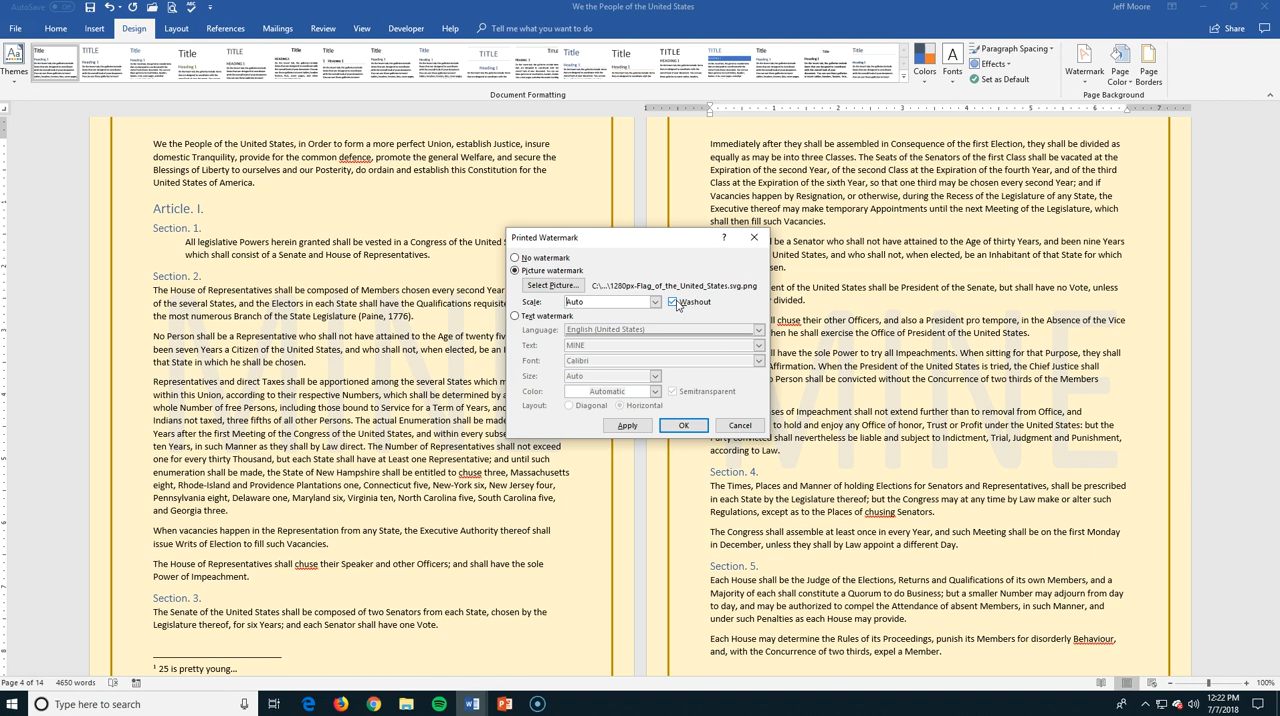 AutoSave Off
We the People of the United States
Jeff Moore
File Home Insert Design Layout References Mailings Review View Developer Help Tell me what you want to do
Share
Themes
Title TITLE TITLE Title TITLE Title Title TITLE Title Title TITLE TITLE Title Title
Colors
Fonts
Paragraph Spacing
Effects
Set as Default
Watermark
Page Color
Page Borders
Document Formatting
Page Background
1 2 3 4 5 6 7
We the People of the United States, in Order to form a more perfect Union, establish Justice, insure
domestic Tranquility, provide for the common defence, promote the general Welfare, and secure the
Blessings of Liberty to ourselves and our Posterity, do ordain and establish this Constitution for the
United States of America.
Article. I.
Section. 1.
All legislative Powers herein granted shall be vested in a Congress of the United S
which shall consist of a Senate and House of Representatives.
Section. 2.
The House of Representatives shall be composed of Members chosen every second Year
of the several States, and the Electors in each State shall have the Qualifications requisite
the most numerous Branch of the State Legislature (Paine, 1776).
No Person shall be a Representative who shall not have attained to the Age of twenty five
been seven Years a Citizen of the United States, and who shall not, when elected, be an I
that State in which he shall be chosen.
Representatives and direct Taxes shall be apportioned among the several States which m
within this Union, according to their respective Numbers, which shall be determined by a
whole Number of free Persons, including those bound to Service for a Term of Years, and
Indians not taxed, three fifths of all other Persons. The actual Enumeration shall be made
Years after the first Meeting of the Congress of the United States, and within every subse
ten Years, in such Manner as they shall by Law direct. The Number of Representatives shall not exceed
one for every thirty Thousand, but each State shall have at Least one Representative; and until such
enumeration shall be made, the State of New Hampshire shall be entitled to chuse three, Massachusetts
eight, Rhode-Island and Providence Plantations one, Connecticut five, New-York six, New Jersey four,
Pennsylvania eight, Delaware one, Maryland six, Virginia ten, North Carolina five, South Carolina five,
and Georgia three.
When vacancies happen in the Representation from any State, the Executive Authority thereof shall
issue Writs of Election to fill such Vacancies.
The House of Representatives shall chuse their Speaker and other Officers; and shall have the sole
Power of Impeachment.
Section. 3.
The Senate of the United States shall be composed of two Senators from each State, chosen by the
Legislature thereof, for six Years; and each Senator shall have one Vote.
1 25 is pretty young...
Immediately after they shall be assembled in Consequence of the first Election, they shall be divided as
equally as may be into three Classes. The Seats of the Senators of the first Class shall be vacated at the
Expiration of the second Year, of the second Class at the Expiration of the fourth Year, and of the third
Class at the Expiration of the sixth Year, so that one third may be chosen every second Year; and if
Vacancies happen by Resignation, or otherwise, during the Recess of the Legislature of any State, the
Executive thereof may make temporary Appointments until the next Meeting of the Legislature, which
shall then fill such Vacancies.
be a Senator who shall not have attained to the Age of thirty Years, and been nine Years
United States, and who shall not, when elected, be an Inhabitant of that State for which
sen.
dent of the United States shall be President of the Senate, but shall have no Vote, unless
y divided.
chuse their other Officers, and also a President pro tempore, in the Absence of the Vice
he shall exercise the Office of President of the United States.
l have the sole Power to try all Impeachments. When sitting for that Purpose, they shall
Affirmation. When the President of the United States is tried, the Chief Justice shall
o Person shall be convicted without the Concurrence of two thirds of the Members
ses of Impeachment shall not extend further than to removal from Office, and
to hold and enjoy any Office of honor, Trust or Profit under the United States: but the
Party convicted shall nevertheless be liable and subject to Indictment, Trial, Judgment and Punishment,
according to Law.
Section. 4.
The Times, Places and Manner of holding Elections for Senators and Representatives, shall be prescribed
in each State by the Legislature thereof; but the Congress may at any time by Law make or alter such
Regulations, except as to the Places of chusing Senators.
The Congress shall assemble at least once in every Year, and such Meeting shall be on the first Monday
in December, unless they shall by Law appoint a different Day.
Section. 5.
Each House shall be the Judge of the Elections, Returns and Qualifications of its own Members, and a
Majority of each shall constitute a Quorum to do Business; but a smaller Number may adjourn from day
to day, and may be authorized to compel the Attendance of absent Members, in such Manner, and
under such Penalties as each House may provide.
Each House may determine the Rules of its Proceedings, punish its Members for disorderly Behaviour,
and, with the Concurrence of two thirds, expel a Member.
MINE
Printed Watermark
No watermark
Picture watermark
Select Picture... C:\...\1280px-Flag_of_the_United_States.svg.png
Scale: Auto Washout
Text watermark
Language: English (United States)
Text: MINE
Font: Calibri
Size: Auto
Color: Automatic Semitransparent
Layout: Diagonal Horizontal
Apply OK Cancel
Page 4 of 14 4650 words
100%
Type here to search
12:22 PM
7/7/2018